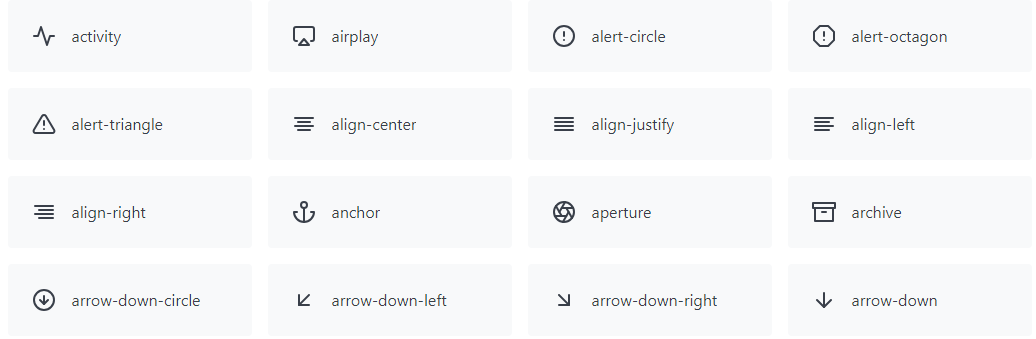 activity
airplay
alert-circle
alert-octagon
alert-triangle
align-center
align-justify
align-left
align-right
anchor
aperture
archive
arrow-down-circle
arrow-down-left
arrow-down-right
arrow-down